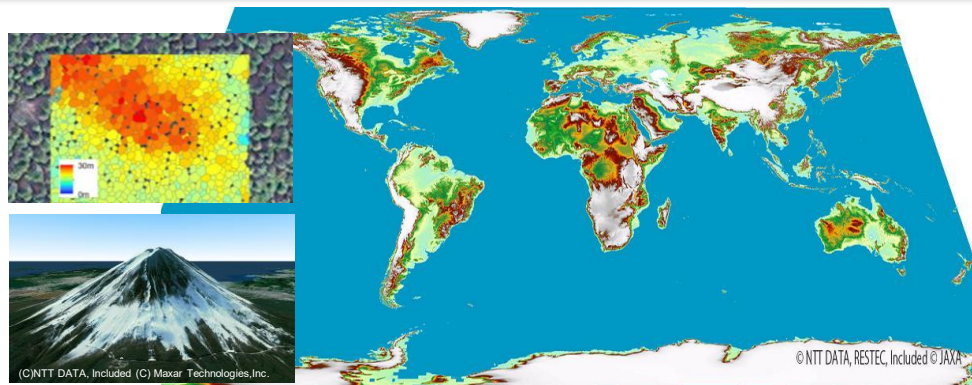 30m
0m
(C)NTT DATA, Included (C) Maxar Technologies,Inc.
© NTT DATA, RESTEC, Included © JAXA